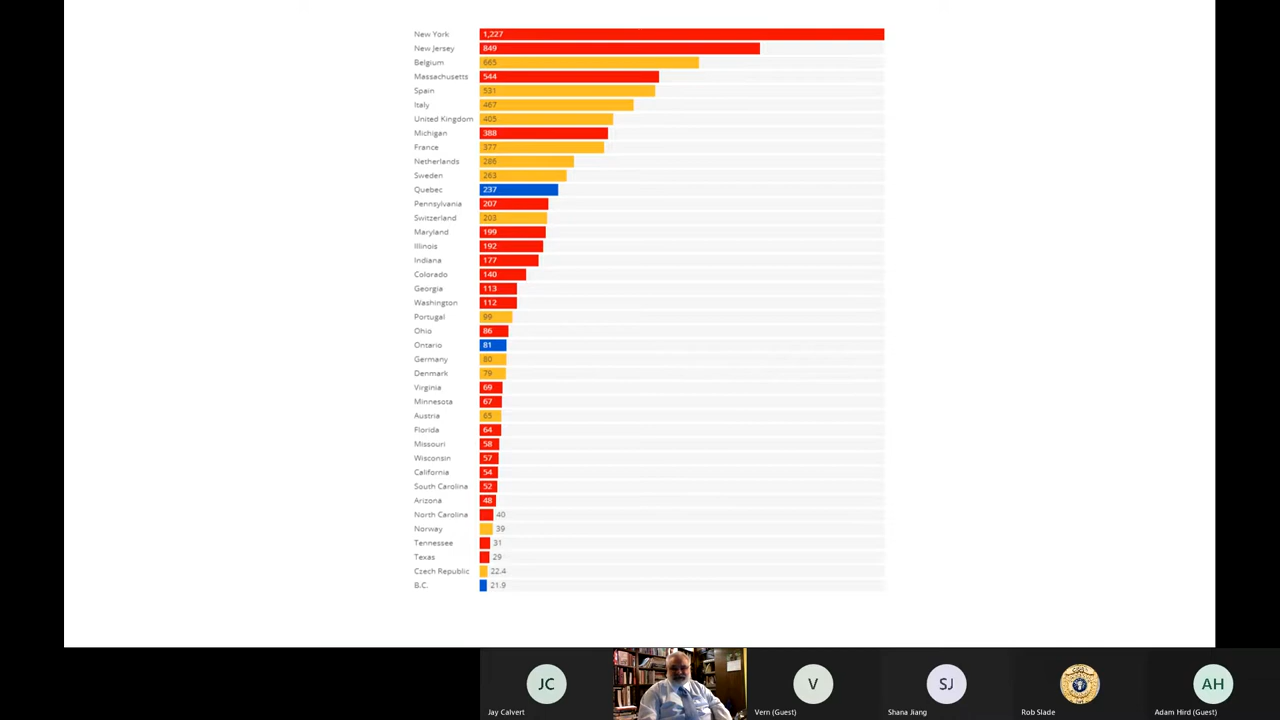 New York 1,227
New Jersey 849
Belgium 665
Massachusetts 544
Spain 531
Italy 467
United Kingdom 405
Michigan 388
France 377
Netherlands 286
Sweden 263
Quebec 237
Pennsylvania 207
Switzerland 203
Maryland 199
Illinois 192
Indiana 177
Colorado 140
Georgia 113
Washington 112
Portugal 99
Ohio 86
Ontario 81
Germany 80
Denmark 79
Virginia 69
Minnesota 67
Austria 65
Florida 64
Missouri 58
Wisconsin 57
California 54
South Carolina 52
Arizona 48
North Carolina 40
Norway 39
Tennessee 31
Texas 29
Czech Republic 22.4
B.C. 21.9
JC V SJ AH
Jay Calvert Vern (Guest) Shana Jiang Rob Slade Adam Hird (Guest)